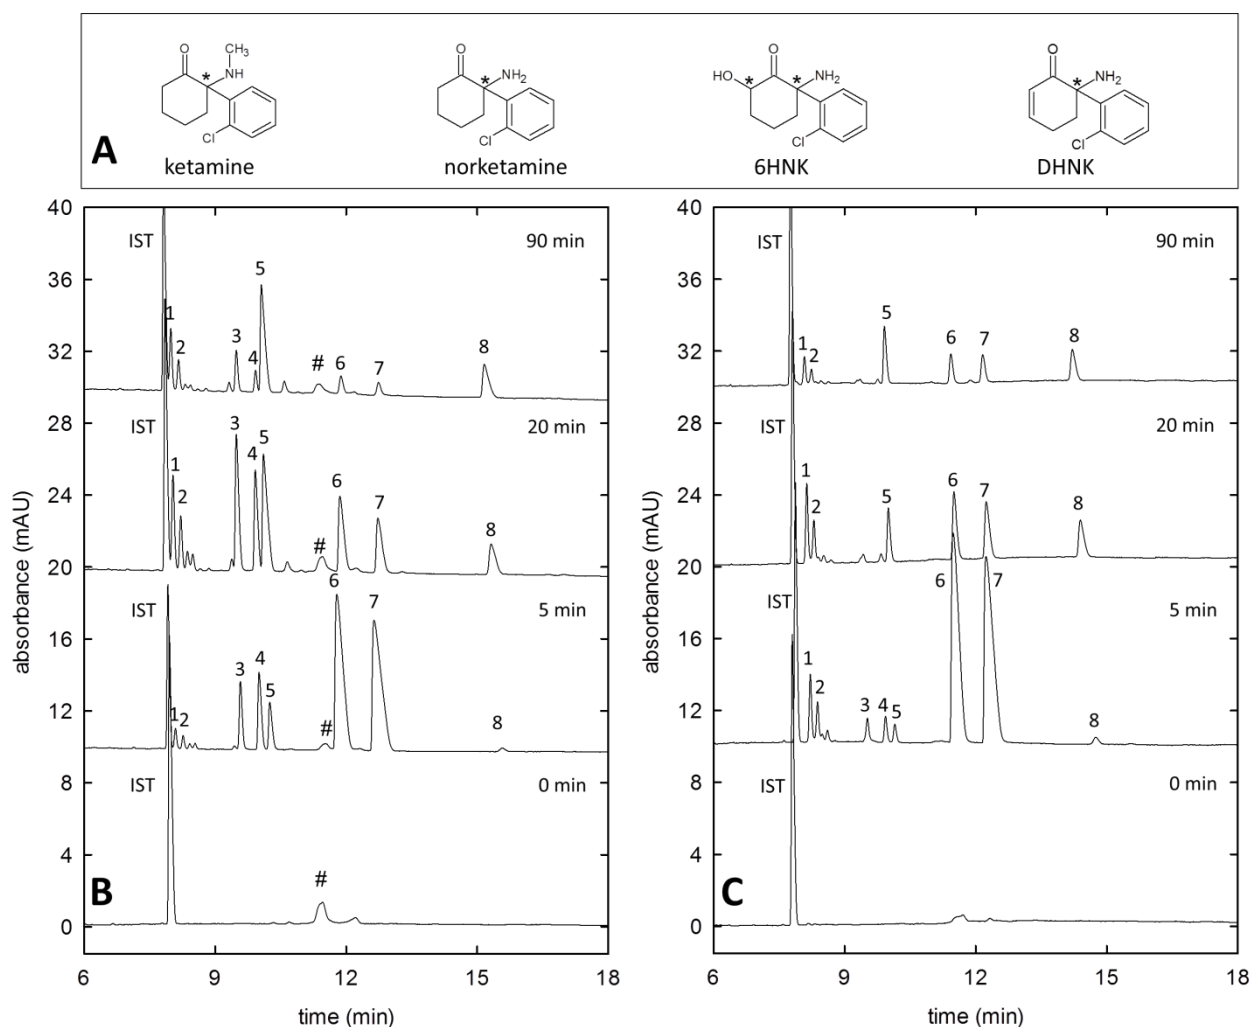 O CH3 O O O
* NH * NH2 HO * * NH2 * NH2
Cl Cl Cl Cl
A
ketamine norketamine 6HNK DHNK
40 40
IST 90 min IST 90 min
36 5 36
1 2 3 4 # 6 7 8 1 2 5 6 7 8
32 32
28 28
IST 20 min IST 20 min
1 2 3 4 5 # 6 7 8 1 2 5 6 7 8
24 24
20 20
IST 5 min IST 5 min
1 2 3 4 5 # 6 7 8 1 2 3 4 5 6 7 8
16 16
12 12
IST 0 min IST 0 min
8 8
4 4
B # C
0 0
absorbance (mAU) absorbance (mAU)
6 9 12 15 18 6 9 12 15 18
time (min) time (min)